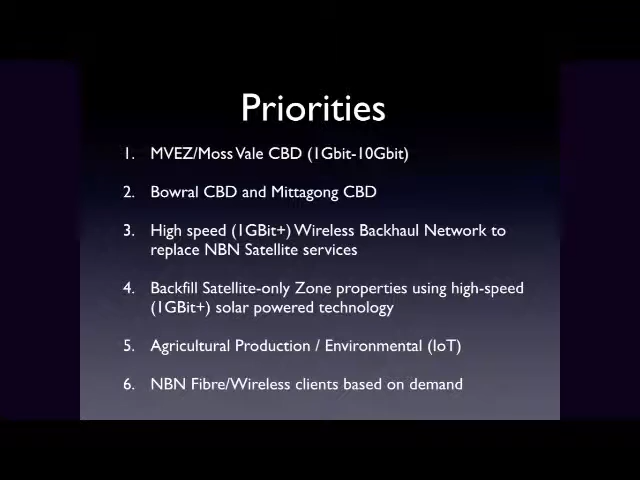 Priorities
1. MVEZ/Moss Vale CBD (1Gbit-10Gbit)
2. Bowral CBD and Mittagong CBD
3. High speed (1GBit+) Wireless Backhaul Network to
replace NBN Satellite services
4. Backfill Satellite-only Zone properties using high-speed
(1GBit+) solar powered technology
5. Agricultural Production / Environmental (IoT)
6. NBN Fibre/Wireless clients based on demand